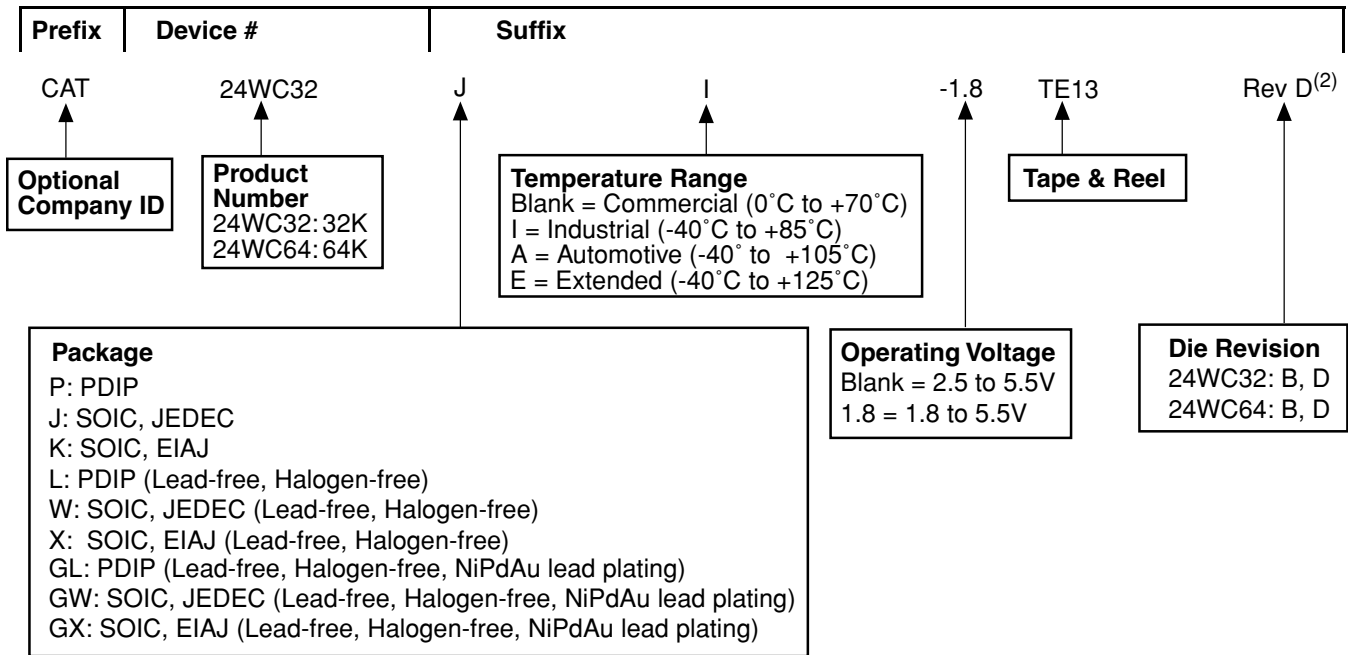 Prefix Device # Suffix
CAT 24WC32 J I -1.8 TE13 Rev D(2)
Optional
Company ID
Product
Number
24WC32: 32K
24WC64: 64K
Temperature Range
Blank = Commercial (0˚C to +70˚C)
I = Industrial (-40˚C to +85˚C)
A = Automotive (-40˚ to +105˚C)
E = Extended (-40˚C to +125˚C)
Tape & Reel
Package
P: PDIP
J: SOIC, JEDEC
K: SOIC, EIAJ
L: PDIP (Lead-free, Halogen-free)
W: SOIC, JEDEC (Lead-free, Halogen-free)
X: SOIC, EIAJ (Lead-free, Halogen-free)
GL: PDIP (Lead-free, Halogen-free, NiPdAu lead plating)
GW: SOIC, JEDEC (Lead-free, Halogen-free, NiPdAu lead plating)
GX: SOIC, EIAJ (Lead-free, Halogen-free, NiPdAu lead plating)
Operating Voltage
Blank = 2.5 to 5.5V
1.8 = 1.8 to 5.5V
Die Revision
24WC32: B, D
24WC64: B, D